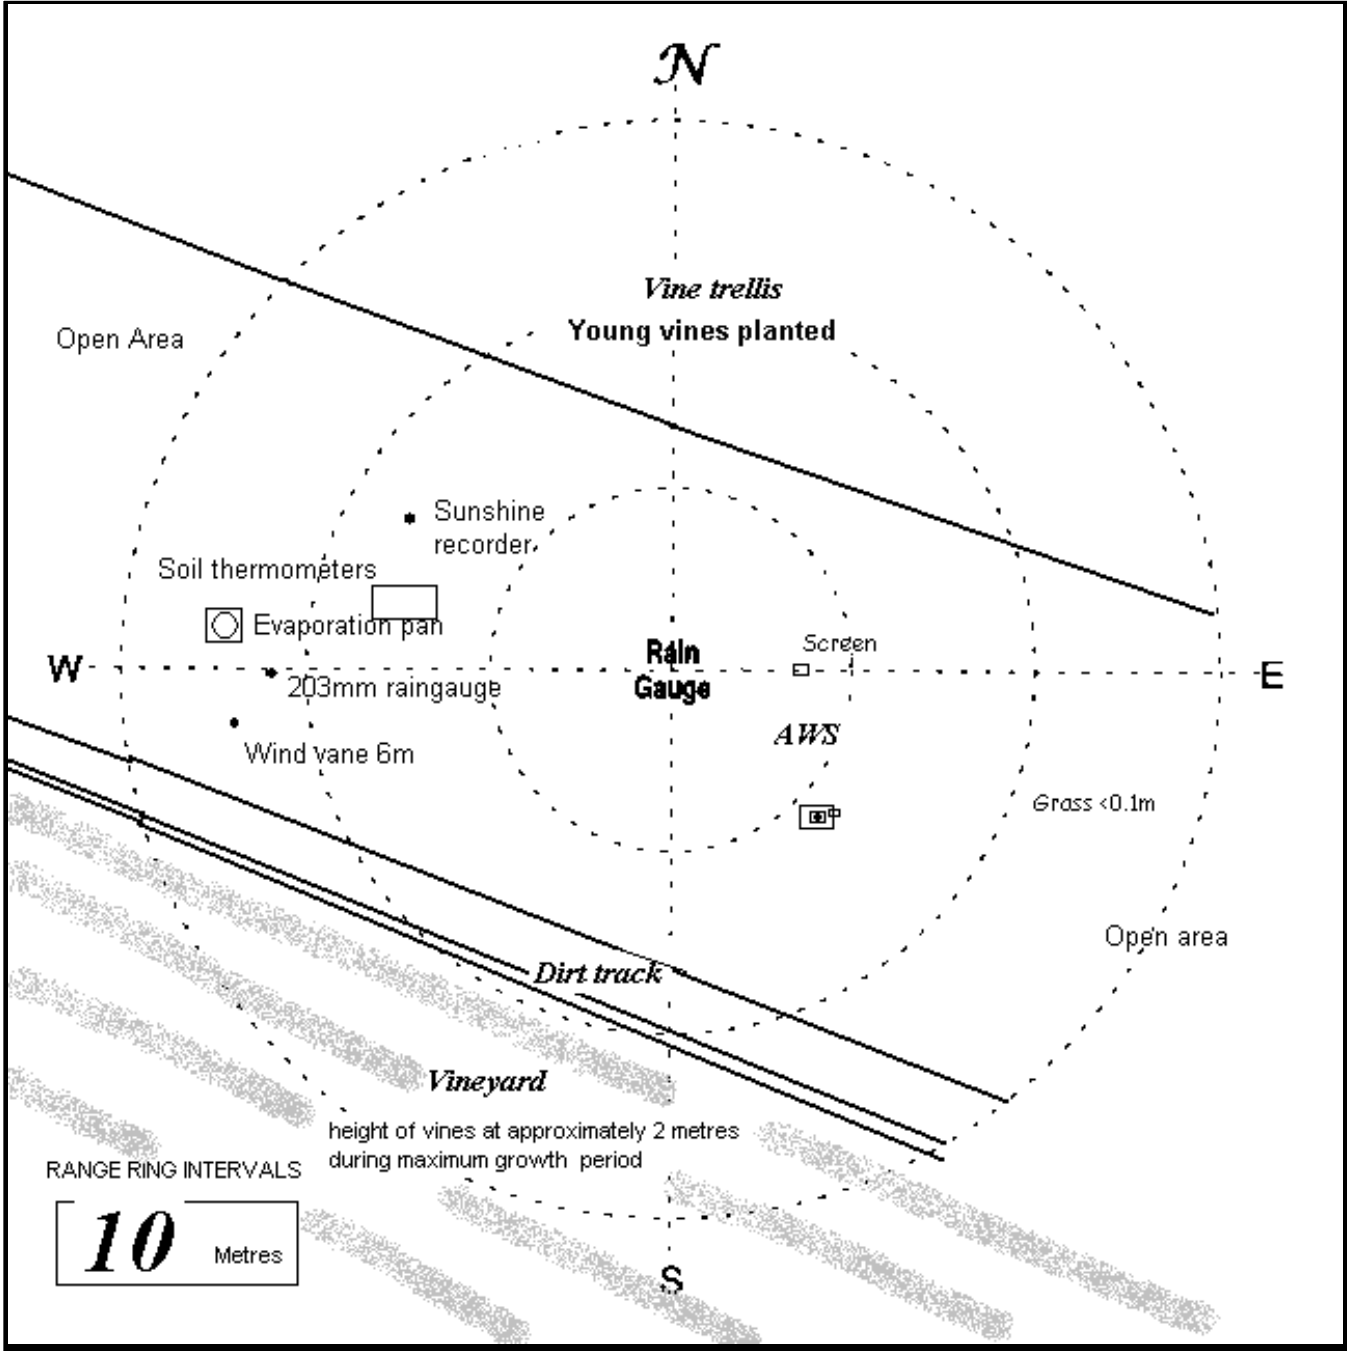 N
Vine trellis
Young vines planted
Open Area
Sunshine
recorder
Soil thermometers
Evaporation pan
Rain
Gauge
Screen
W
E
203mm raingauge
AWS
Wind vane 6m
Grass <0.1m
Open area
Dirt track
Vineyard
height of vines at approximately 2 metres
during maximum growth period
RANGE RING INTERVALS
10 Metres
S